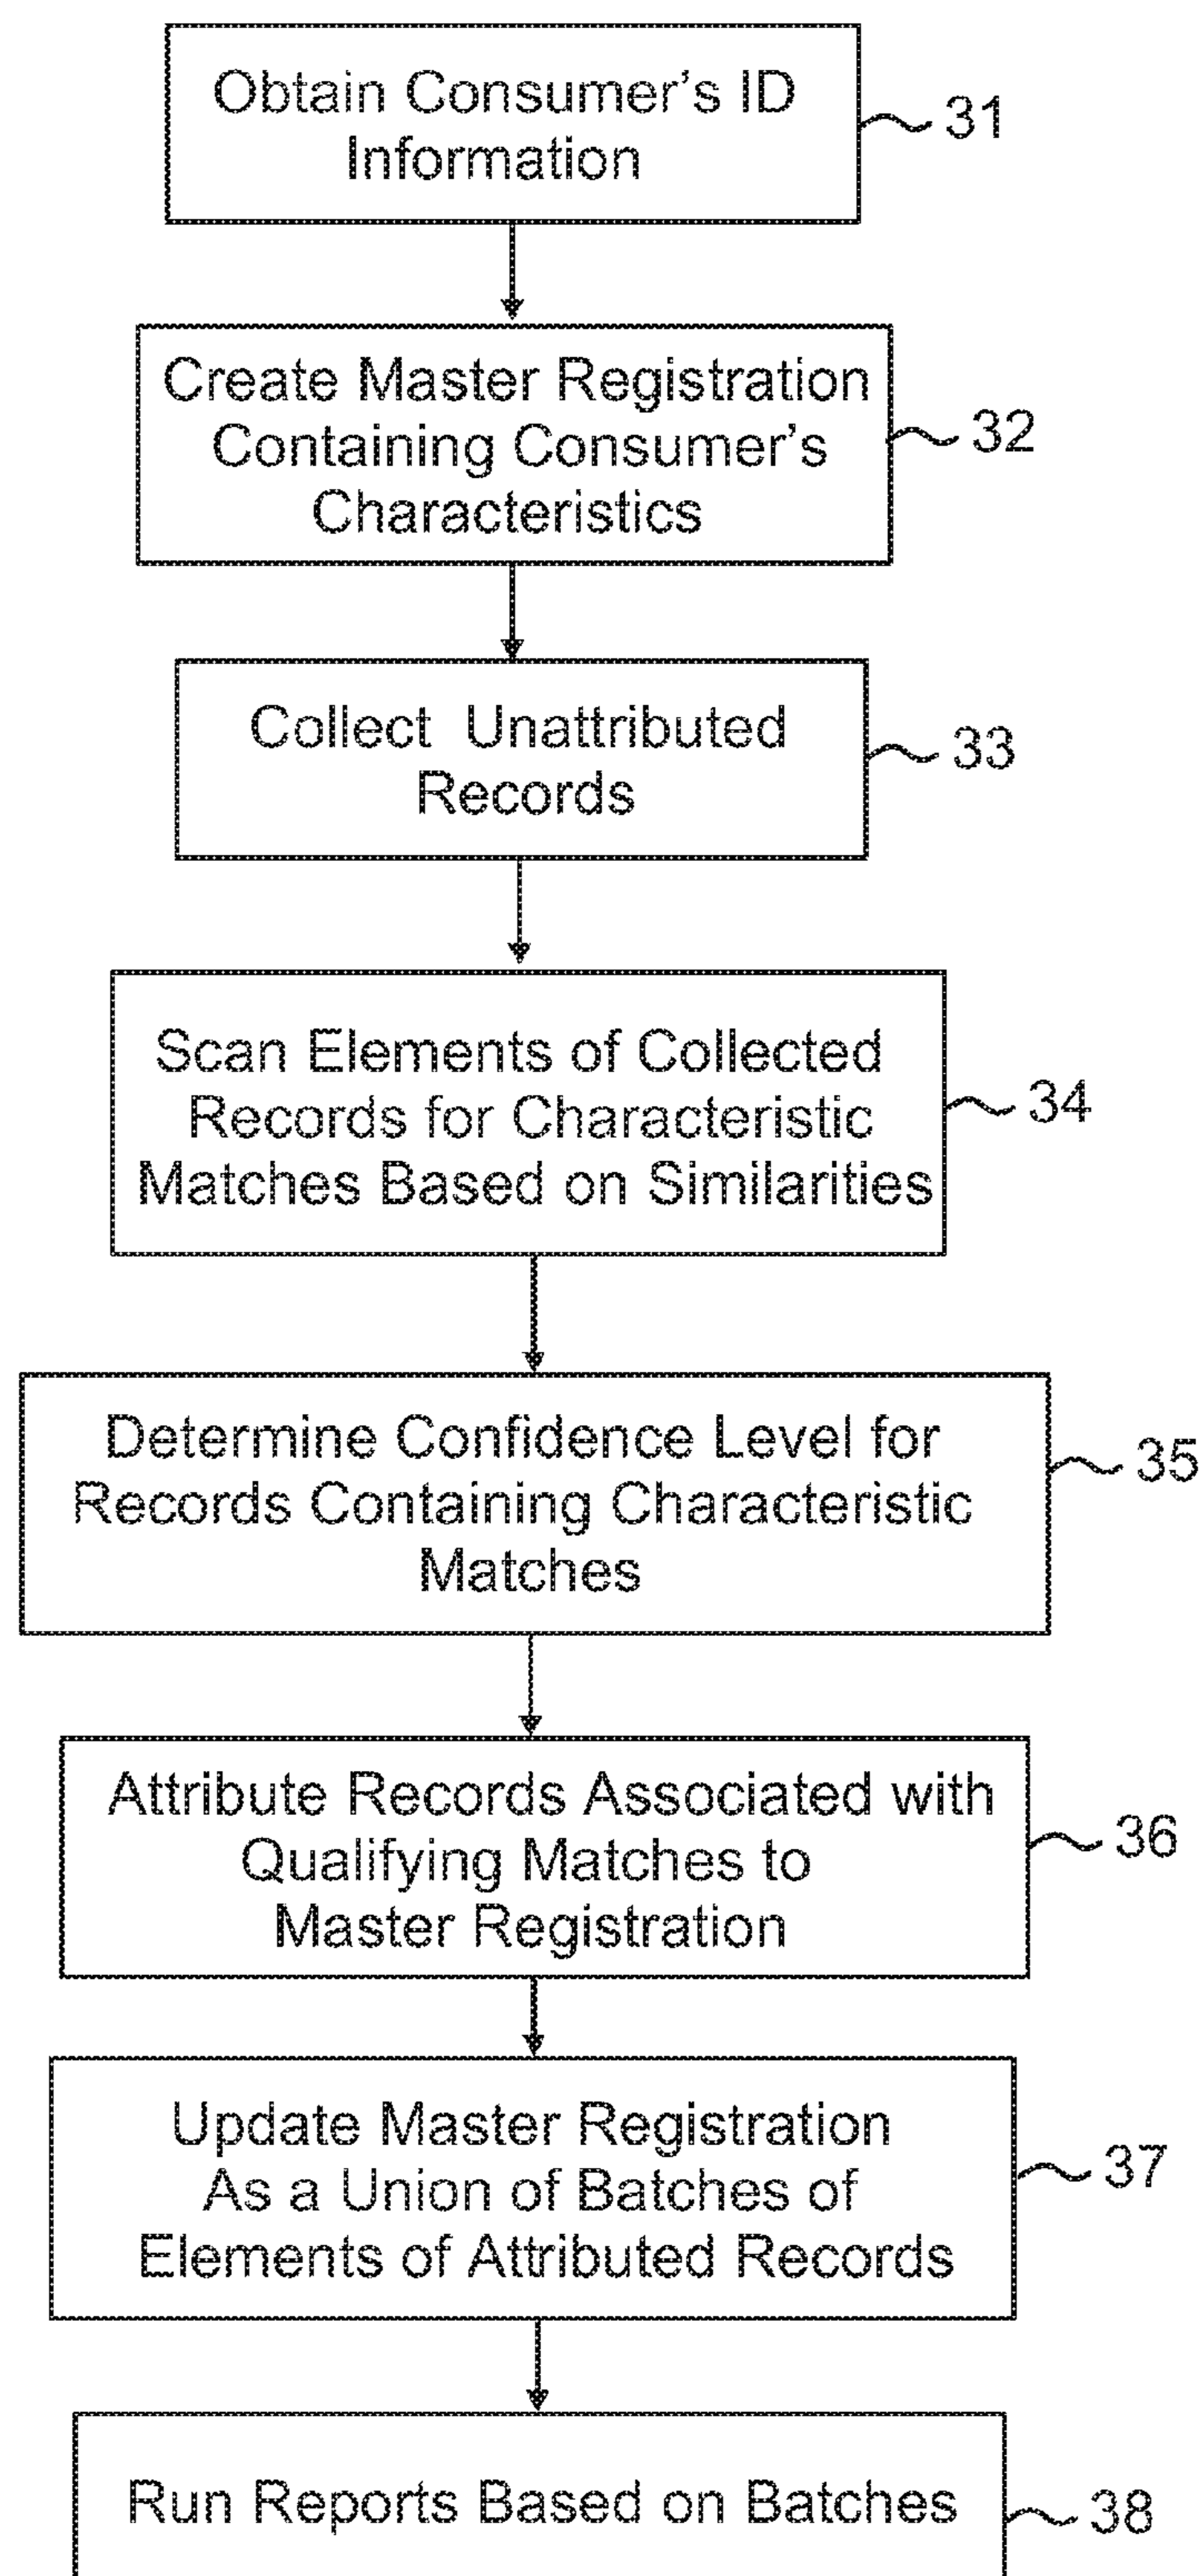 Obtain Consumer's ID
Information
31
Create Master Registration
Containing Consumer's
Characteristics
32
Collect Unattributed
Records
33
Scan Elements of Collected
Records for Characteristic
Matches Based on Similarities
34
Determine Confidence Level for
Records Containing Characteristic
Matches
35
Attribute Records Associated with
Qualifying Matches to
Master Registration
36
Update Master Registration
As a Union of Batches of
Elements of Attributed Records
37
Run Reports Based on Batches
38